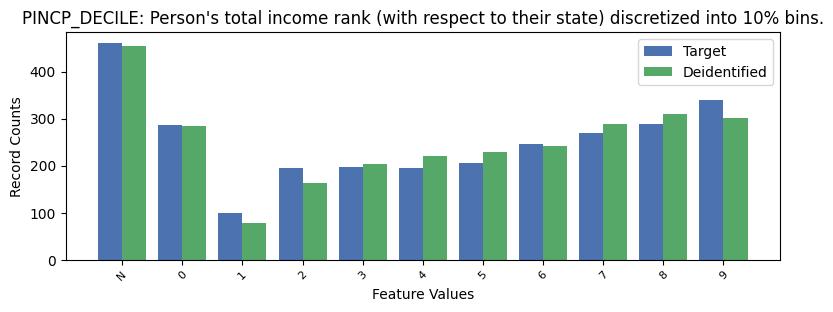 PINCP_DECILE: Person's total income rank (with respect to their state) discretized into 10% bins.
Target
Deidentified
Record Counts
400
300
200
100
0
N 0 1 2 3 4 5 6 7 8 9
Feature Values